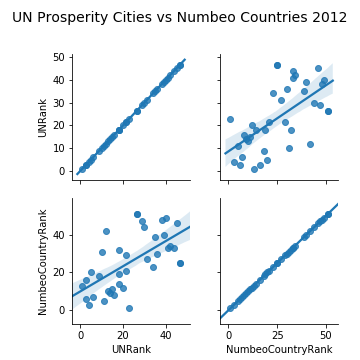 UN Prosperity Cities vs Numbeo Countries 2012
50
40
30
20
10
0
UNRank
40
20
0
NumbeoCountryRank
0 20 40
UNRank
0 25 50
NumbeoCountryRank